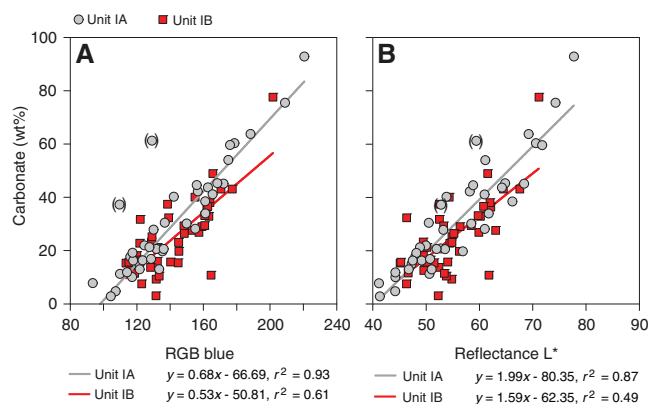 Unit IA Unit IB
A
B
Carbonate (wt%)
100
80
60
40
20
0
80 120 160 200 240
40 50 60 70 80 90
RGB blue
Reflectance L*
Unit IA y = 0.68x - 66.69, r² = 0.93
Unit IB y = 0.53x - 50.81, r² = 0.61
Unit IA y = 1.99x - 80.35, r² = 0.87
Unit IB y = 1.59x - 62.35, r² = 0.49